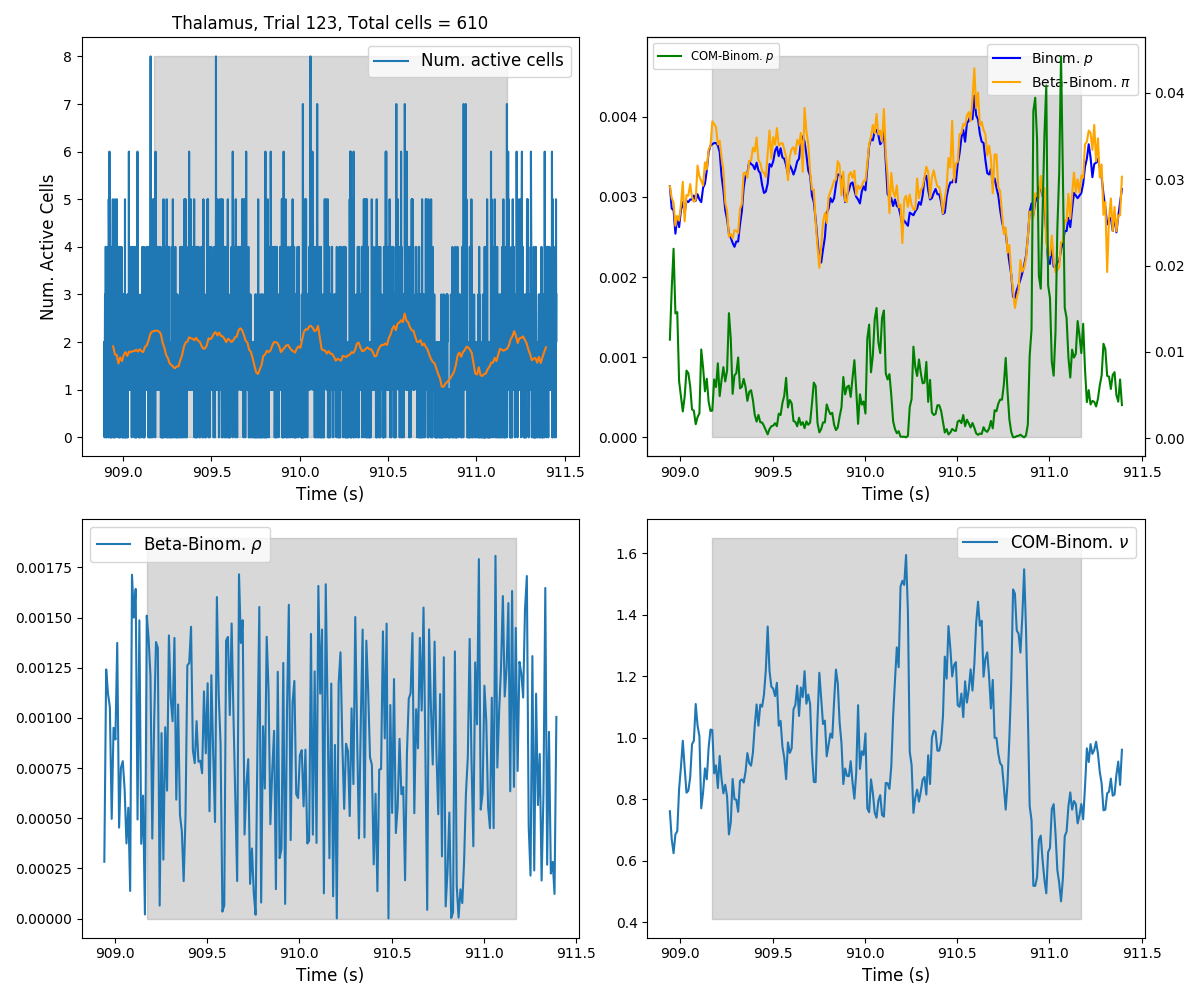 Thalamus, Trial 123, Total cells = 610
Num. active cells
Num. Active Cells
8
7
6
5
4
3
2
1
0
909.0 909.5 910.0 910.5 911.0 911.5
Time (s)
COM-Binom. p
Binom. p
Beta-Binom. π
0.004
0.003
0.002
0.001
0.000
0.04
0.03
0.02
0.01
0.00
909.0 909.5 910.0 910.5 911.0 911.5
Time (s)
Beta-Binom. ρ
0.00175
0.00150
0.00125
0.00100
0.00075
0.00050
0.00025
0.00000
909.0 909.5 910.0 910.5 911.0 911.5
Time (s)
COM-Binom. ν
1.6
1.4
1.2
1.0
0.8
0.6
0.4
909.0 909.5 910.0 910.5 911.0 911.5
Time (s)